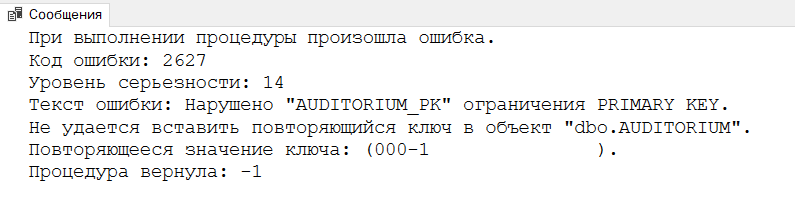 Сообщения
При выполнении процедуры произошла ошибка.
Код ошибки: 2627
Уровень серьезности: 14
Текст ошибки: Нарушено "AUDITORIUM_PK" ограничения PRIMARY KEY.
Не удается вставить повторяющийся ключ в объект "dbo.AUDITORIUM".
Повторяющееся значение ключа: (000-1               ).
Процедура вернула: -1